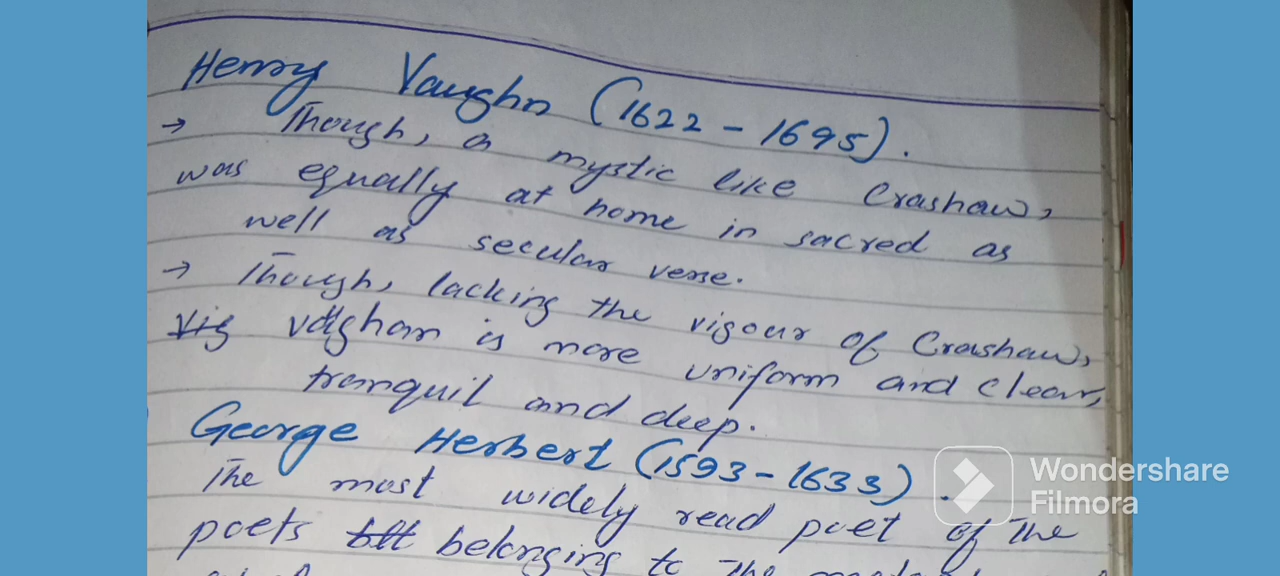 Henry Vaughn (1622 - 1695).
→ Though, a mystic like Crashaw,
was equally at home in sacred as
well as secular verse.
→ Though, lacking the vigour of Crashaw,
vaughan is more uniform and clear,
tranquil and deep.
George Herbert (1593 - 1633).
The most widely read poet of the
poets belonging to the
Wondershare
Filmora